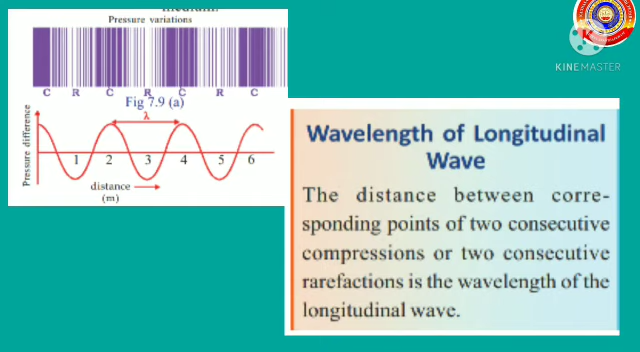 medium.
Pressure variations
C R C R C R C
Fig 7.9 (a)
λ
Pressure difference
1 2 3 4 5 6
distance
(m)
KINEMASTER
Wavelength of Longitudinal
Wave
The distance between corre-
sponding points of two consecutive
compressions or two consecutive
rarefactions is the wavelength of the
longitudinal wave.